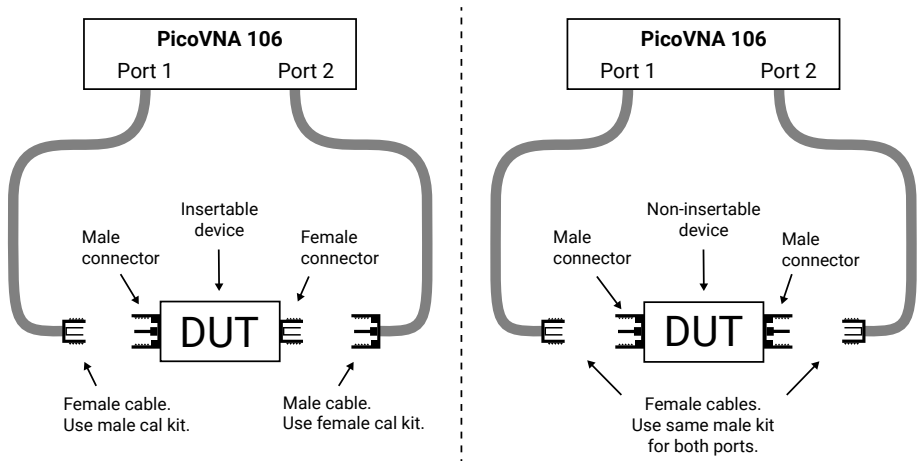 PicoVNA 106
Port 1
Port 2
Insertable
device
Male
connector
Female
connector
DUT
Female cable.
Use male cal kit.
Male cable.
Use female cal kit.
PicoVNA 106
Port 1
Port 2
Non-insertable
device
Male
connector
Male
connector
DUT
Female cables.
Use same male kit
for both ports.